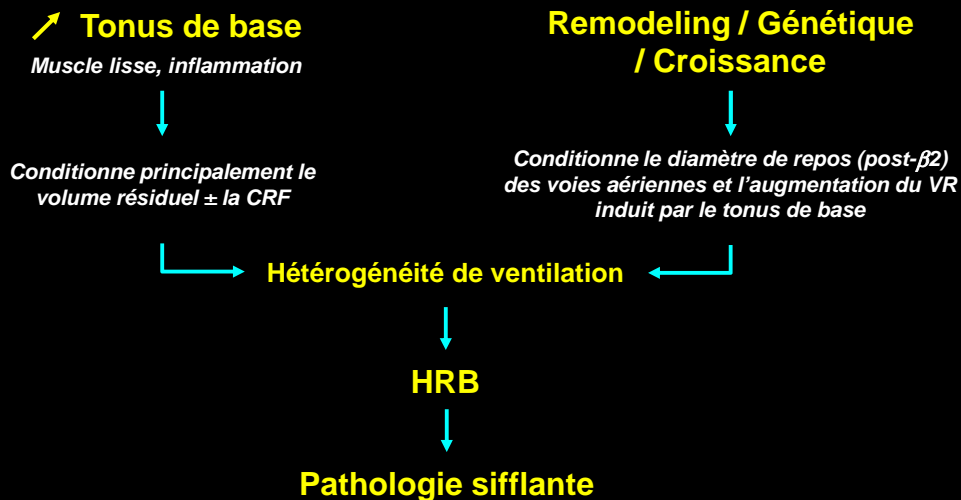 Tonus de base
Muscle lisse, inflammation
Remodeling / Génétique
/ Croissance
Conditionne principalement le
volume résiduel ± la CRF
Conditionne le diamètre de repos (post-β2)
des voies aériennes et l'augmentation du VR
induit par le tonus de base
Hétérogénéité de ventilation
HRB
Pathologie sifflante